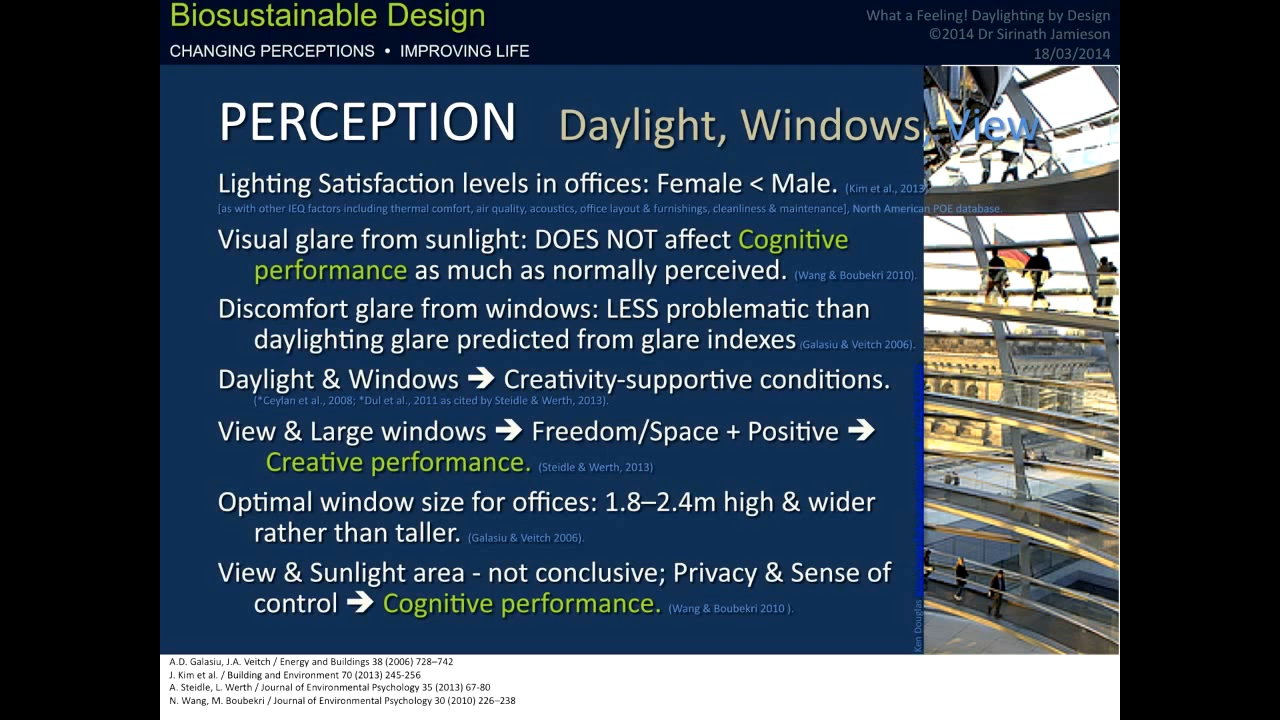 Biosustainable Design
CHANGING PERCEPTIONS • IMPROVING LIFE
What a Feeling! Daylighting by Design
©2014 Dr Sirinath Jamieson
18/03/2014
PERCEPTION Daylight, Windows, View
Lighting Satisfaction levels in offices: Female < Male. (Kim et al., 2013)
[as with other IEQ factors including thermal comfort, air quality, acoustics, office layout & furnishings, cleanliness & maintenance], North American POE database.
Visual glare from sunlight: DOES NOT affect Cognitive
performance as much as normally perceived. (Wang & Boubekri 2010).
Discomfort glare from windows: LESS problematic than
daylighting glare predicted from glare indexes (Galasiu & Veitch 2006).
Daylight & Windows ➔ Creativity-supportive conditions.
(*Ceylan et al., 2008; *Dul et al., 2011 as cited by Steidle & Werth, 2013).
View & Large windows ➔ Freedom/Space + Positive ➔
Creative performance. (Steidle & Werth, 2013)
Optimal window size for offices: 1.8–2.4m high & wider
rather than taller. (Galasiu & Veitch 2006).
View & Sunlight area - not conclusive; Privacy & Sense of
control ➔ Cognitive performance. (Wang & Boubekri 2010 ).
Ken Douglas
A.D. Galasiu, J.A. Veitch / Energy and Buildings 38 (2006) 728–742
J. Kim et al. / Building and Environment 70 (2013) 245-256
A. Steidle, L. Werth / Journal of Environmental Psychology 35 (2013) 67-80
N. Wang, M. Boubekri / Journal of Environmental Psychology 30 (2010) 226–238